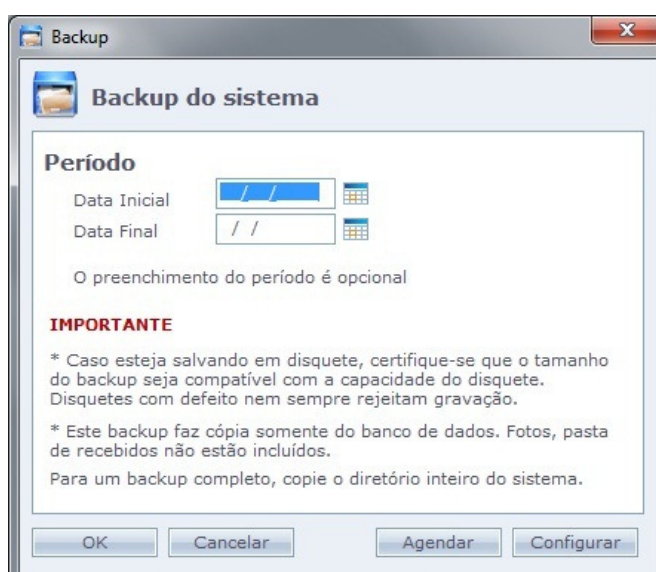 Backup
Backup do sistema
Período
Data Inicial / /
Data Final / /
O preenchimento do período é opcional
IMPORTANTE
* Caso esteja salvando em disquete, certifique-se que o tamanho
do backup seja compatível com a capacidade do disquete.
Disquetes com defeito nem sempre rejeitam gravação.
* Este backup faz cópia somente do banco de dados. Fotos, pasta
de recebidos não estão incluídos.
Para um backup completo, copie o diretório inteiro do sistema.
OK Cancelar Agendar Configurar